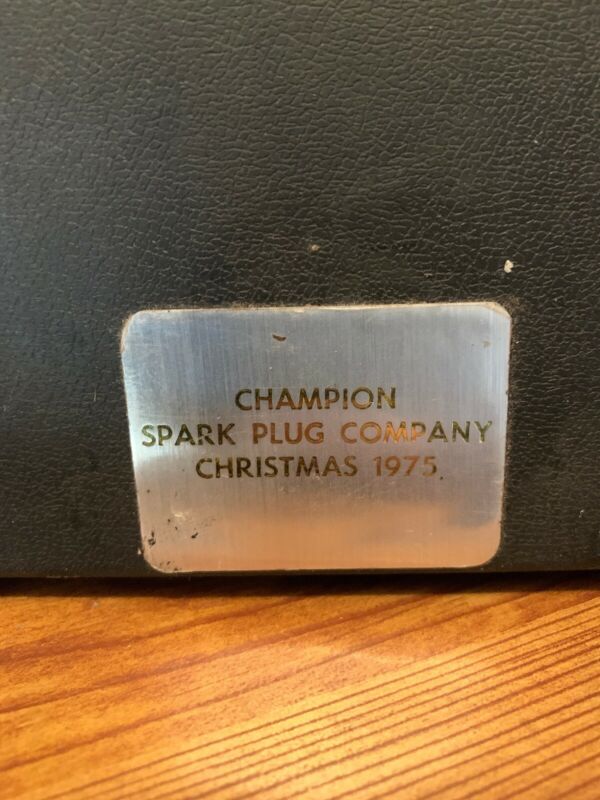 CHAMPION
SPARK PLUG COMPANY
CHRISTMAS 1975